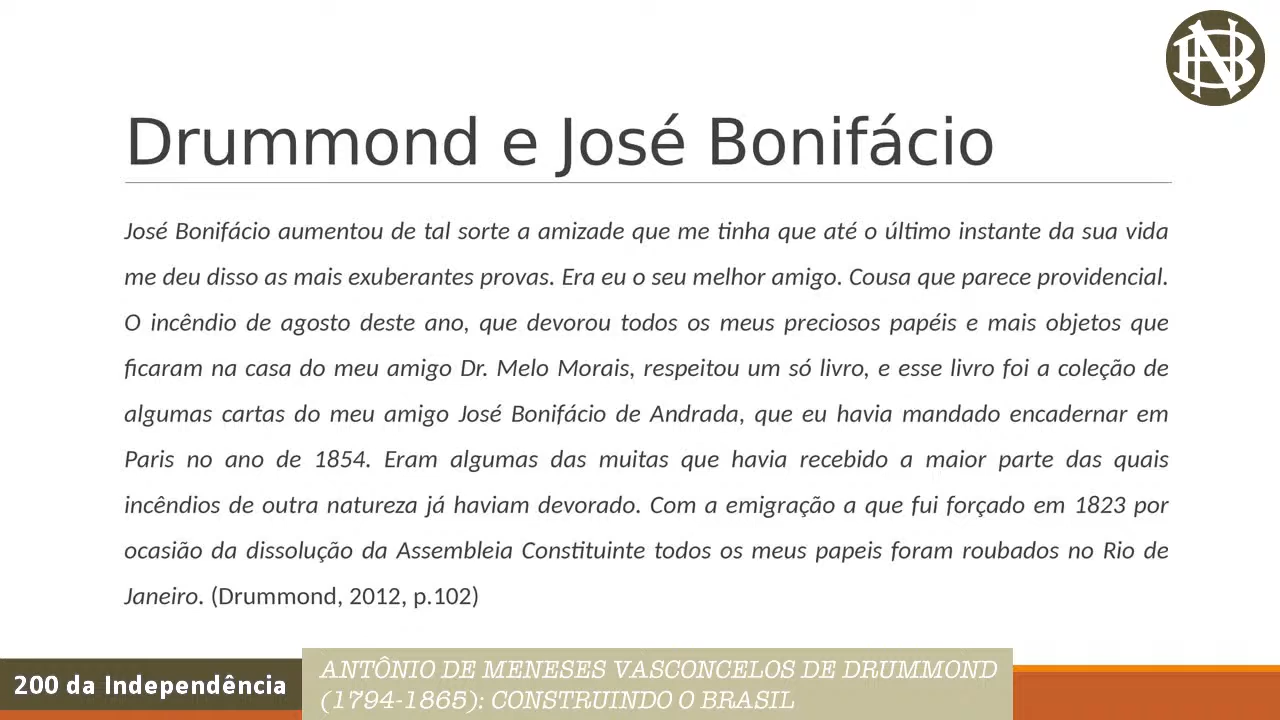 Drummond e José Bonifácio
José Bonifácio aumentou de tal sorte a amizade que me tinha que até o último instante da sua vida
me deu disso as mais exuberantes provas. Era eu o seu melhor amigo. Cousa que parece providencial.
O incêndio de agosto deste ano, que devorou todos os meus preciosos papéis e mais objetos que
ficaram na casa do meu amigo Dr. Melo Morais, respeitou um só livro, e esse livro foi a coleção de
algumas cartas do meu amigo José Bonifácio de Andrada, que eu havia mandado encadernar em
Paris no ano de 1854. Eram algumas das muitas que havia recebido a maior parte das quais
incêndios de outra natureza já haviam devorado. Com a emigração a que fui forçado em 1823 por
ocasião da dissolução da Assembleia Constituinte todos os meus papeis foram roubados no Rio de
Janeiro. (Drummond, 2012, p.102)
200 da Independência
ANTÔNIO DE MENESES VASCONCELOS DE DRUMMOND
(1794-1865): CONSTRUINDO O BRASIL